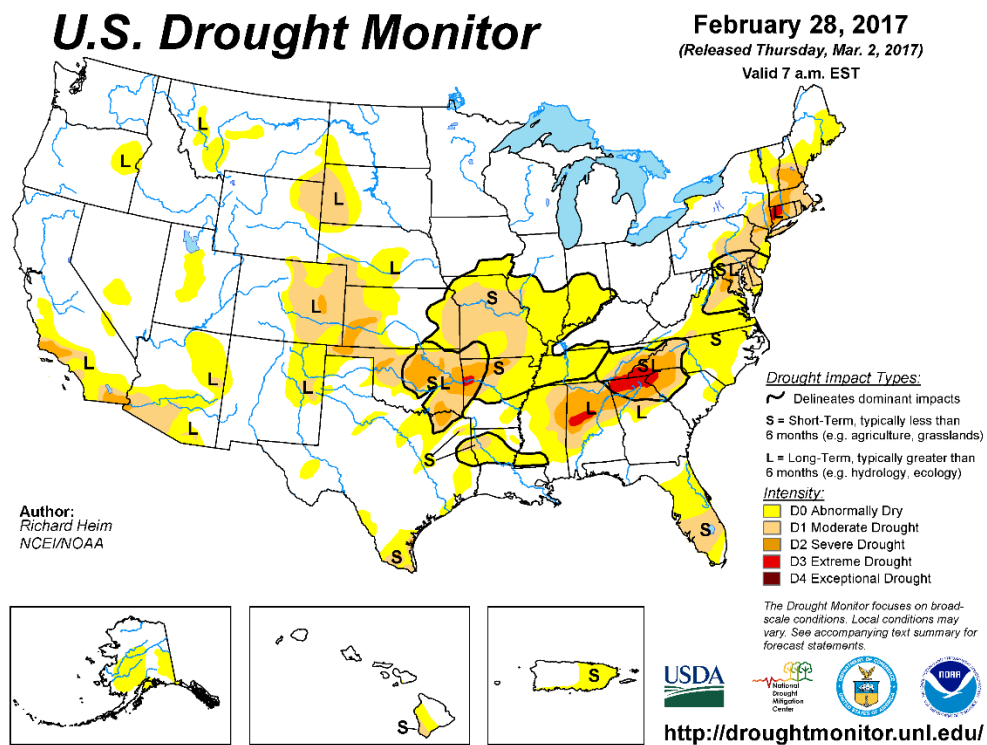 U.S. Drought Monitor
February 28, 2017
(Released Thursday, Mar. 2, 2017)
Valid 7 a.m. EST
L
L
L
L
L
L
L
L
L
S
S
SL
S
S
S
SL
L
L
S
SL
L
S
Drought Impact Types:
Delineates dominant impacts
S = Short-Term, typically less than
6 months (e.g. agriculture, grasslands)
L = Long-Term, typically greater than
6 months (e.g. hydrology, ecology)
Intensity:
D0 Abnormally Dry
D1 Moderate Drought
D2 Severe Drought
D3 Extreme Drought
D4 Exceptional Drought
Author:
Richard Heim
NCEI/NOAA
The Drought Monitor focuses on broad-
scale conditions. Local conditions may
vary. See accompanying text summary for
forecast statements.
S
S
USDA
National
Drought
Mitigation
Center
NOAA
http://droughtmonitor.unl.edu/